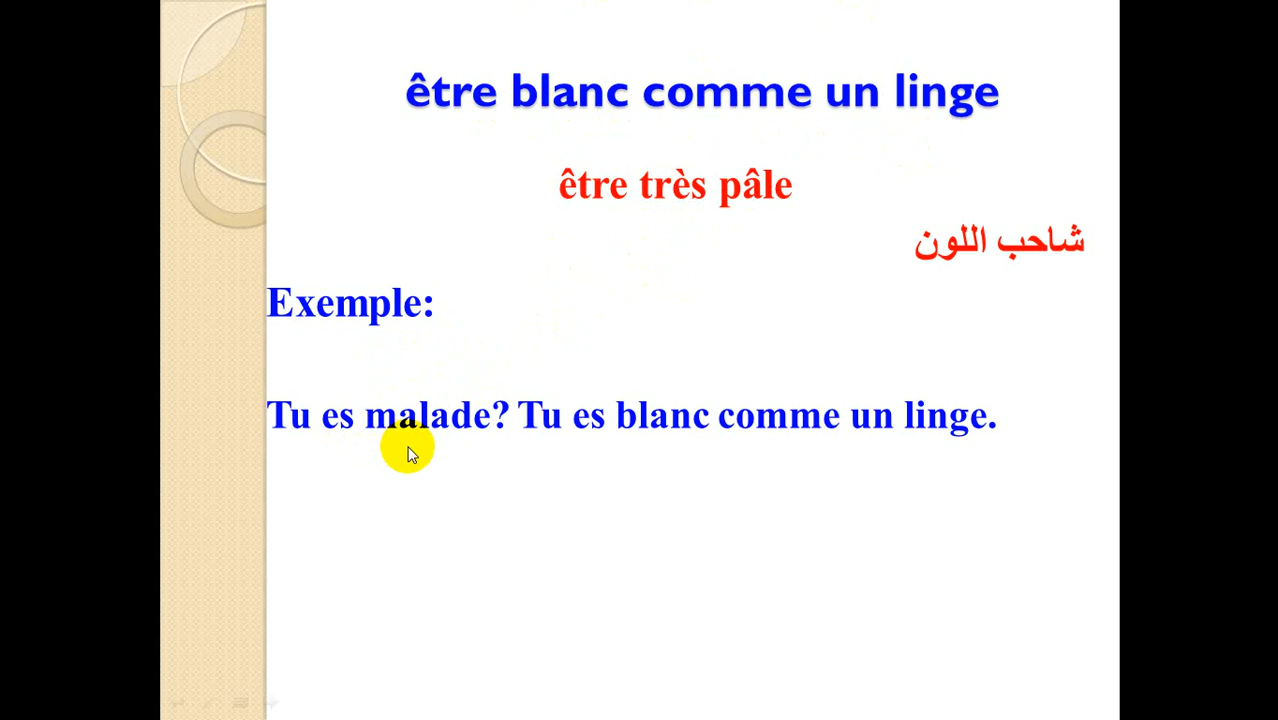 être blanc comme un linge
être très pâle
شاحب اللون
Exemple:
Tu es malade? Tu es blanc comme un linge.